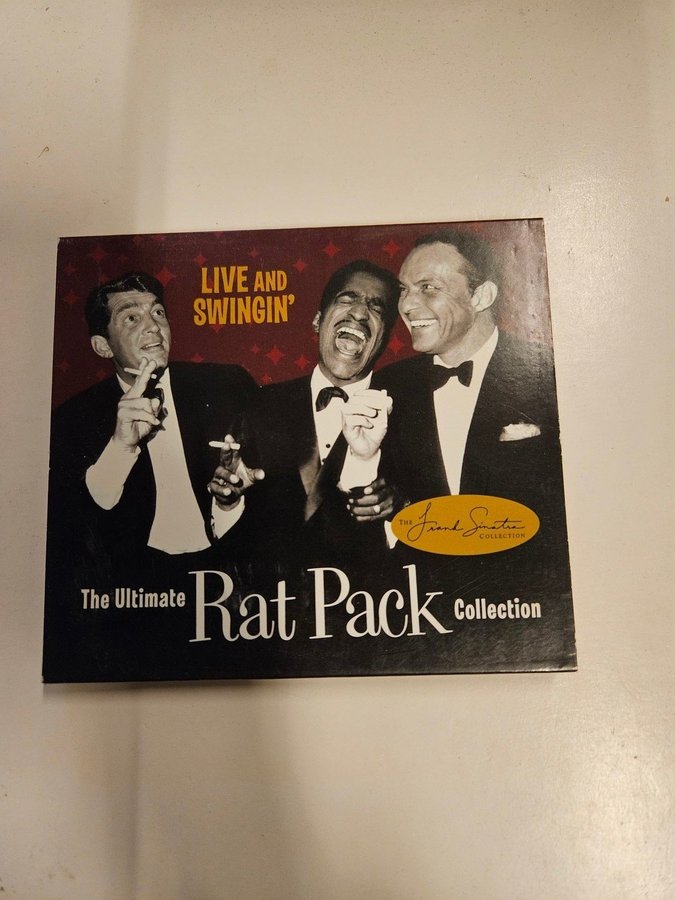 LIVE AND
SWINGIN'
THE Frank Sinatra
COLLECTION
The Ultimate Rat Pack Collection